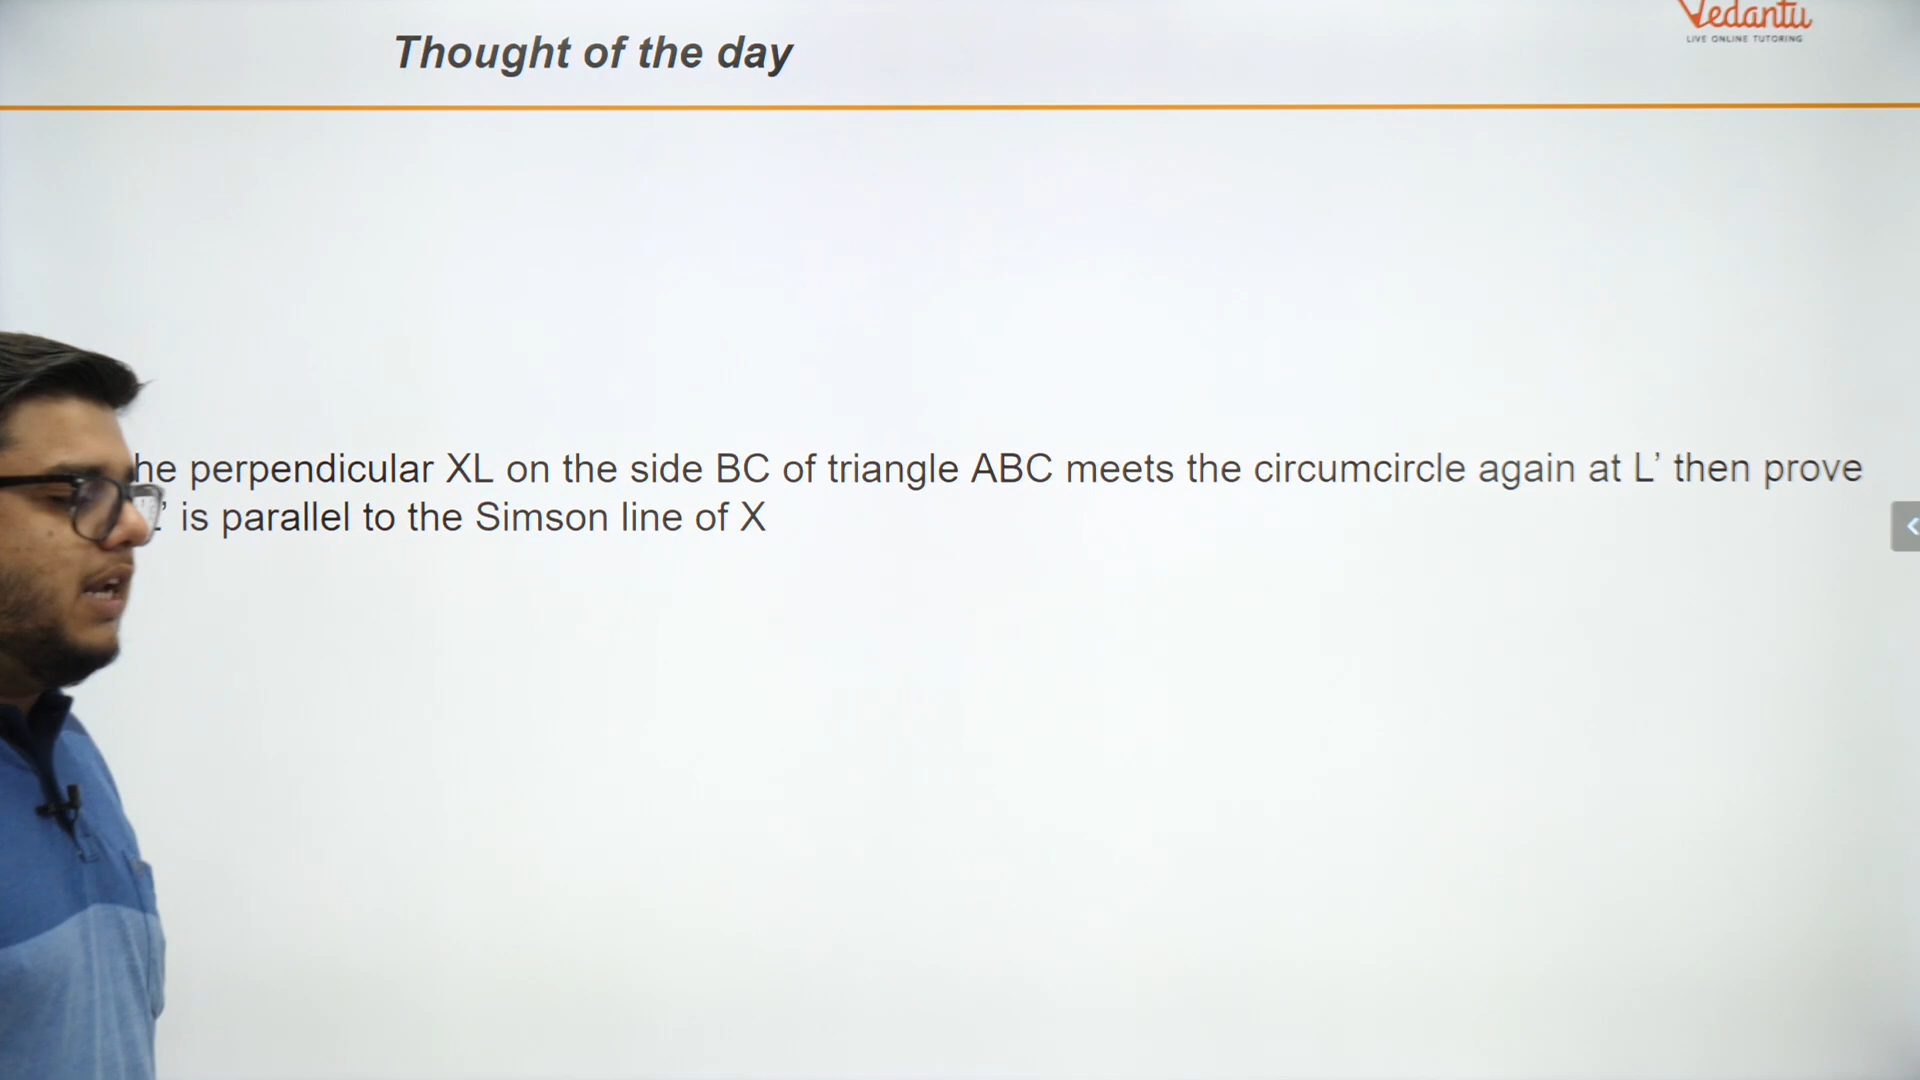 Thought of the day
Vedantu
LIVE ONLINE TUTORING
he perpendicular XL on the side BC of triangle ABC meets the circumcircle again at L’ then prove
’ is parallel to the Simson line of X